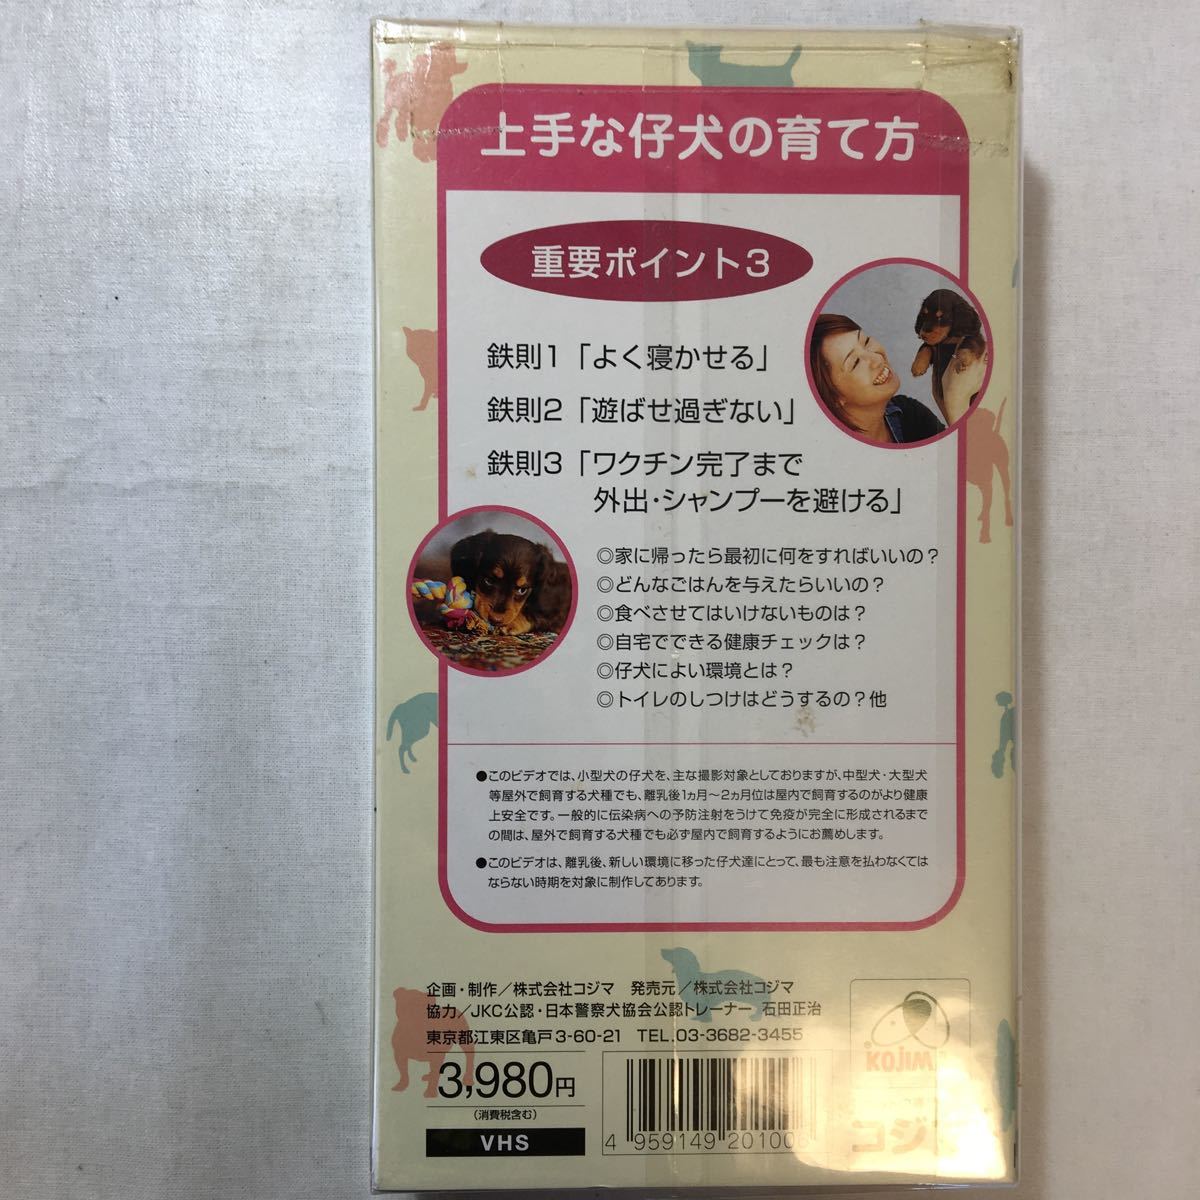 上手な仔犬の育て方
重要ポイント3
鉄則1「よく寝かせる」
鉄則2「遊ばせ過ぎない」
鉄則3「ワクチン完了まで
外出・シャンプーを避ける」
◎家に帰ったら最初に何をすればいいの？
◎どんなごはんを与えたらいいの？
◎食べさせてはいけないものは？
◎自宅でできる健康チェックは？
◎仔犬によい環境とは？
◎トイレのしつけはどうするの？他
●このビデオでは、小型犬の仔犬を、主な撮影対象としておりますが、中型犬・大型犬
等屋外で飼育する犬種でも、離乳後1ヵ月〜2ヵ月位は屋内で飼育するのがより健康
上安全です。一般的に伝染病への予防注射をうけて免疫が完全に形成されるまで
の間は、屋外で飼育する犬種でも必ず屋内で飼育するようにお薦めします。
●このビデオは、離乳後、新しい環境に移った仔犬達にとって、最も注意を払わなくては
ならない時期を対象に制作してあります。
企画・制作／株式会社コジマ　発売元／株式会社コジマ
協力／JKC公認・日本警察犬協会公認トレーナー 石田正治
東京都江東区亀戸3-60-21　TEL.03-3682-3455
3,980円
（消費税含む）
VHS
4 959149 201006
KOJIM
コジ